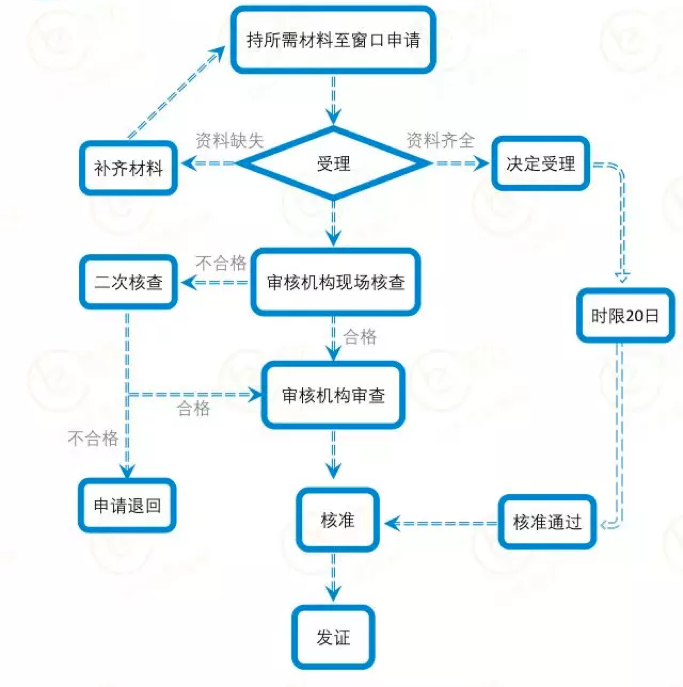 持所需材料至窗口申请
资料缺失
资料齐全
补齐材料
受理
决定受理
不合格
二次核查
审核机构现场核查
时限20日
合格
审核机构审查
合格
不合格
申请退回
核准
核准通过
发证